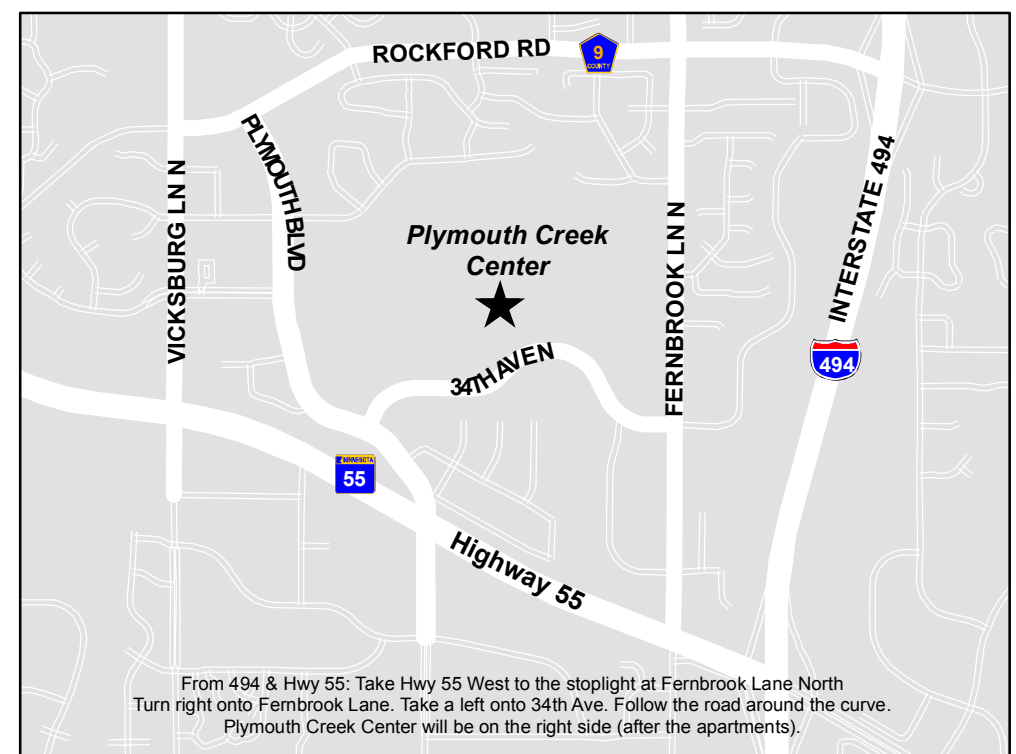 ROCKFORD RD
9
COUNTY
PLYMOUTH BLVD
VICKSBURG LN N
INTERSTATE 494
FERNBROOK LN N
Plymouth Creek
Center
494
34TH AVE N
MINNESOTA
55
Highway 55
From 494 & Hwy 55: Take Hwy 55 West to the stoplight at Fernbrook Lane North
Turn right onto Fernbrook Lane. Take a left onto 34th Ave. Follow the road around the curve.
Plymouth Creek Center will be on the right side (after the apartments).